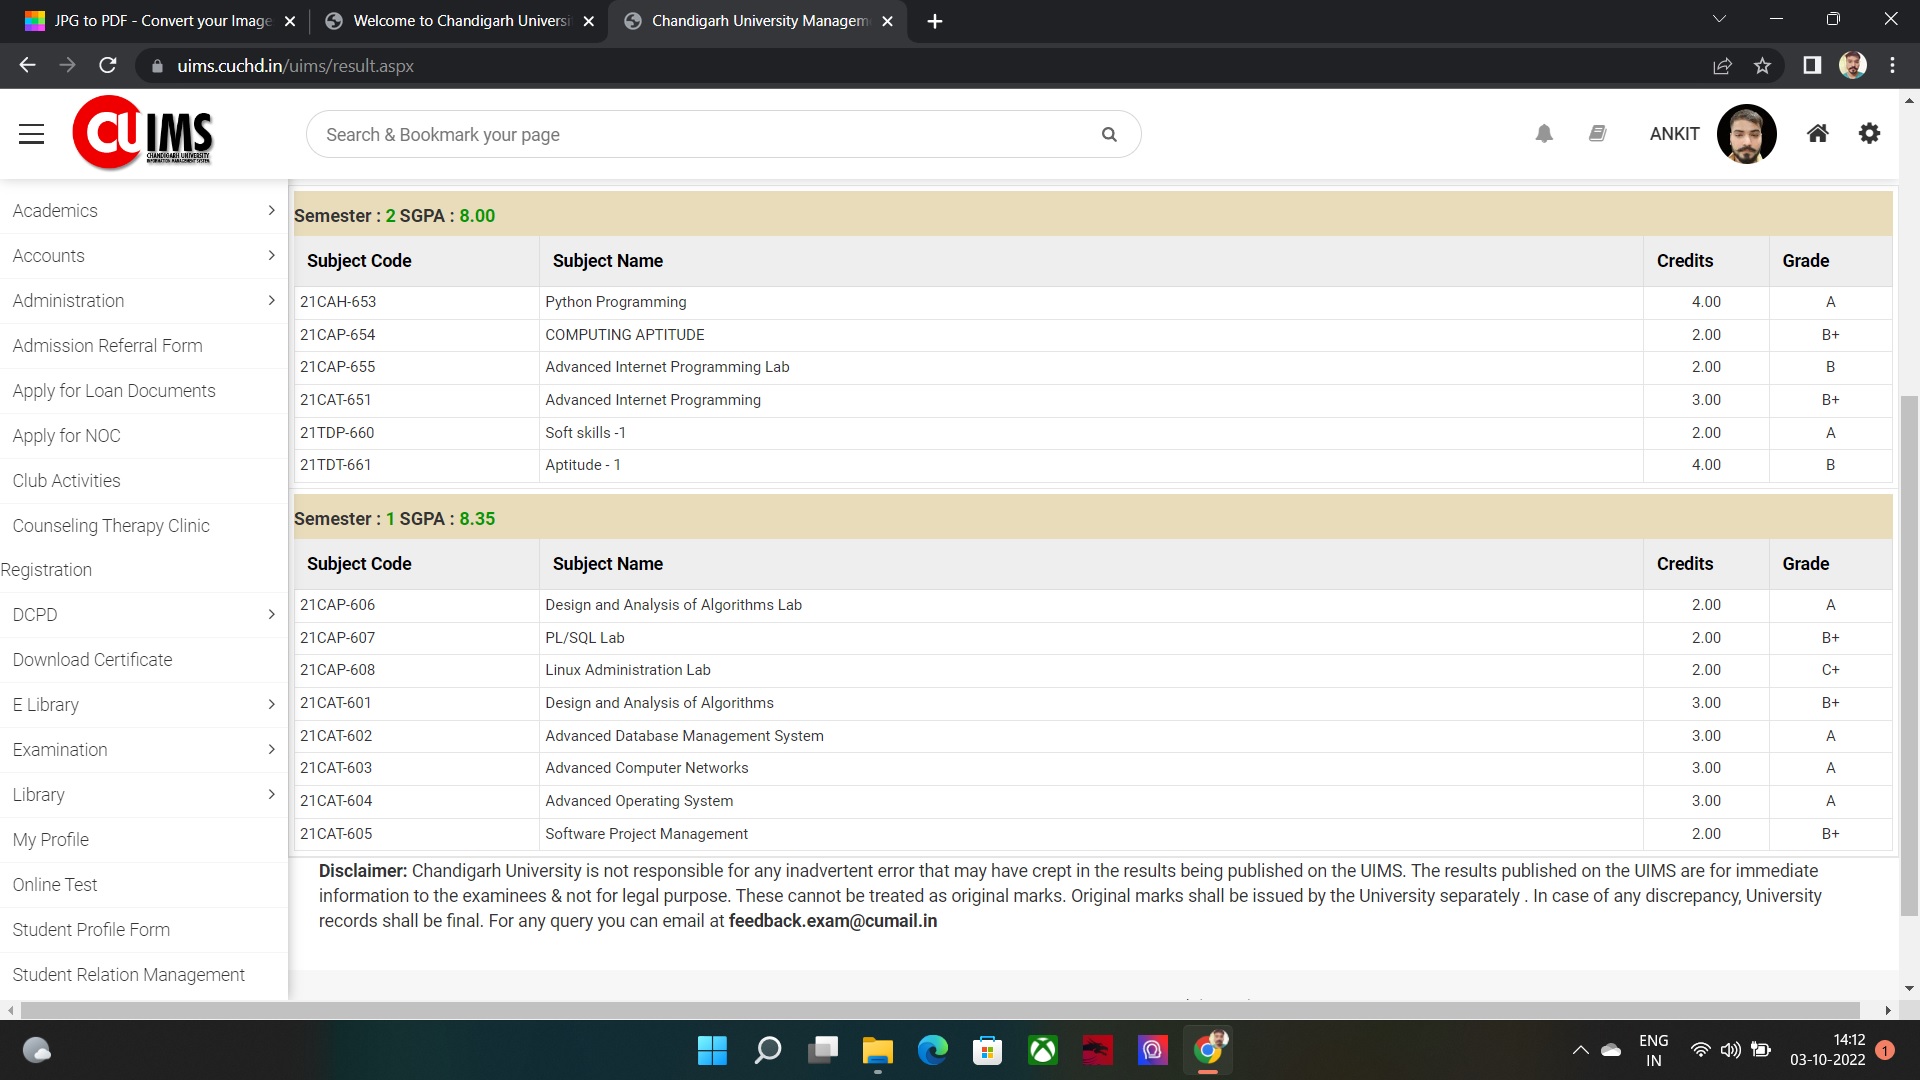 JPG to PDF - Convert your Image
Welcome to Chandigarh Universi
Chandigarh University Managem
uims.cuchd.in/uims/result.aspx
CUIMS
CHANDIGARH UNIVERSITY
INFORMATION MANAGEMENT SYSTEM
Search & Bookmark your page
ANKIT
Academics
Accounts
Administration
Admission Referral Form
Apply for Loan Documents
Apply for NOC
Club Activities
Counseling Therapy Clinic
Registration
DCPD
Download Certificate
E Library
Examination
Library
My Profile
Online Test
Student Profile Form
Student Relation Management
Semester : 2 SGPA : 8.00
Subject Code Subject Name Credits Grade
21CAH-653 Python Programming 4.00 A
21CAP-654 COMPUTING APTITUDE 2.00 B+
21CAP-655 Advanced Internet Programming Lab 2.00 B
21CAT-651 Advanced Internet Programming 3.00 B+
21TDP-660 Soft skills -1 2.00 A
21TDT-661 Aptitude - 1 4.00 B
Semester : 1 SGPA : 8.35
Subject Code Subject Name Credits Grade
21CAP-606 Design and Analysis of Algorithms Lab 2.00 A
21CAP-607 PL/SQL Lab 2.00 B+
21CAP-608 Linux Administration Lab 2.00 C+
21CAT-601 Design and Analysis of Algorithms 3.00 B+
21CAT-602 Advanced Database Management System 3.00 A
21CAT-603 Advanced Computer Networks 3.00 A
21CAT-604 Advanced Operating System 3.00 A
21CAT-605 Software Project Management 2.00 B+
Disclaimer: Chandigarh University is not responsible for any inadvertent error that may have crept in the results being published on the UIMS. The results published on the UIMS are for immediate
information to the examinees & not for legal purpose. These cannot be treated as original marks. Original marks shall be issued by the University separately . In case of any discrepancy, University
records shall be final. For any query you can email at feedback.exam@cumail.in
ENG
IN
14:12
03-10-2022
1